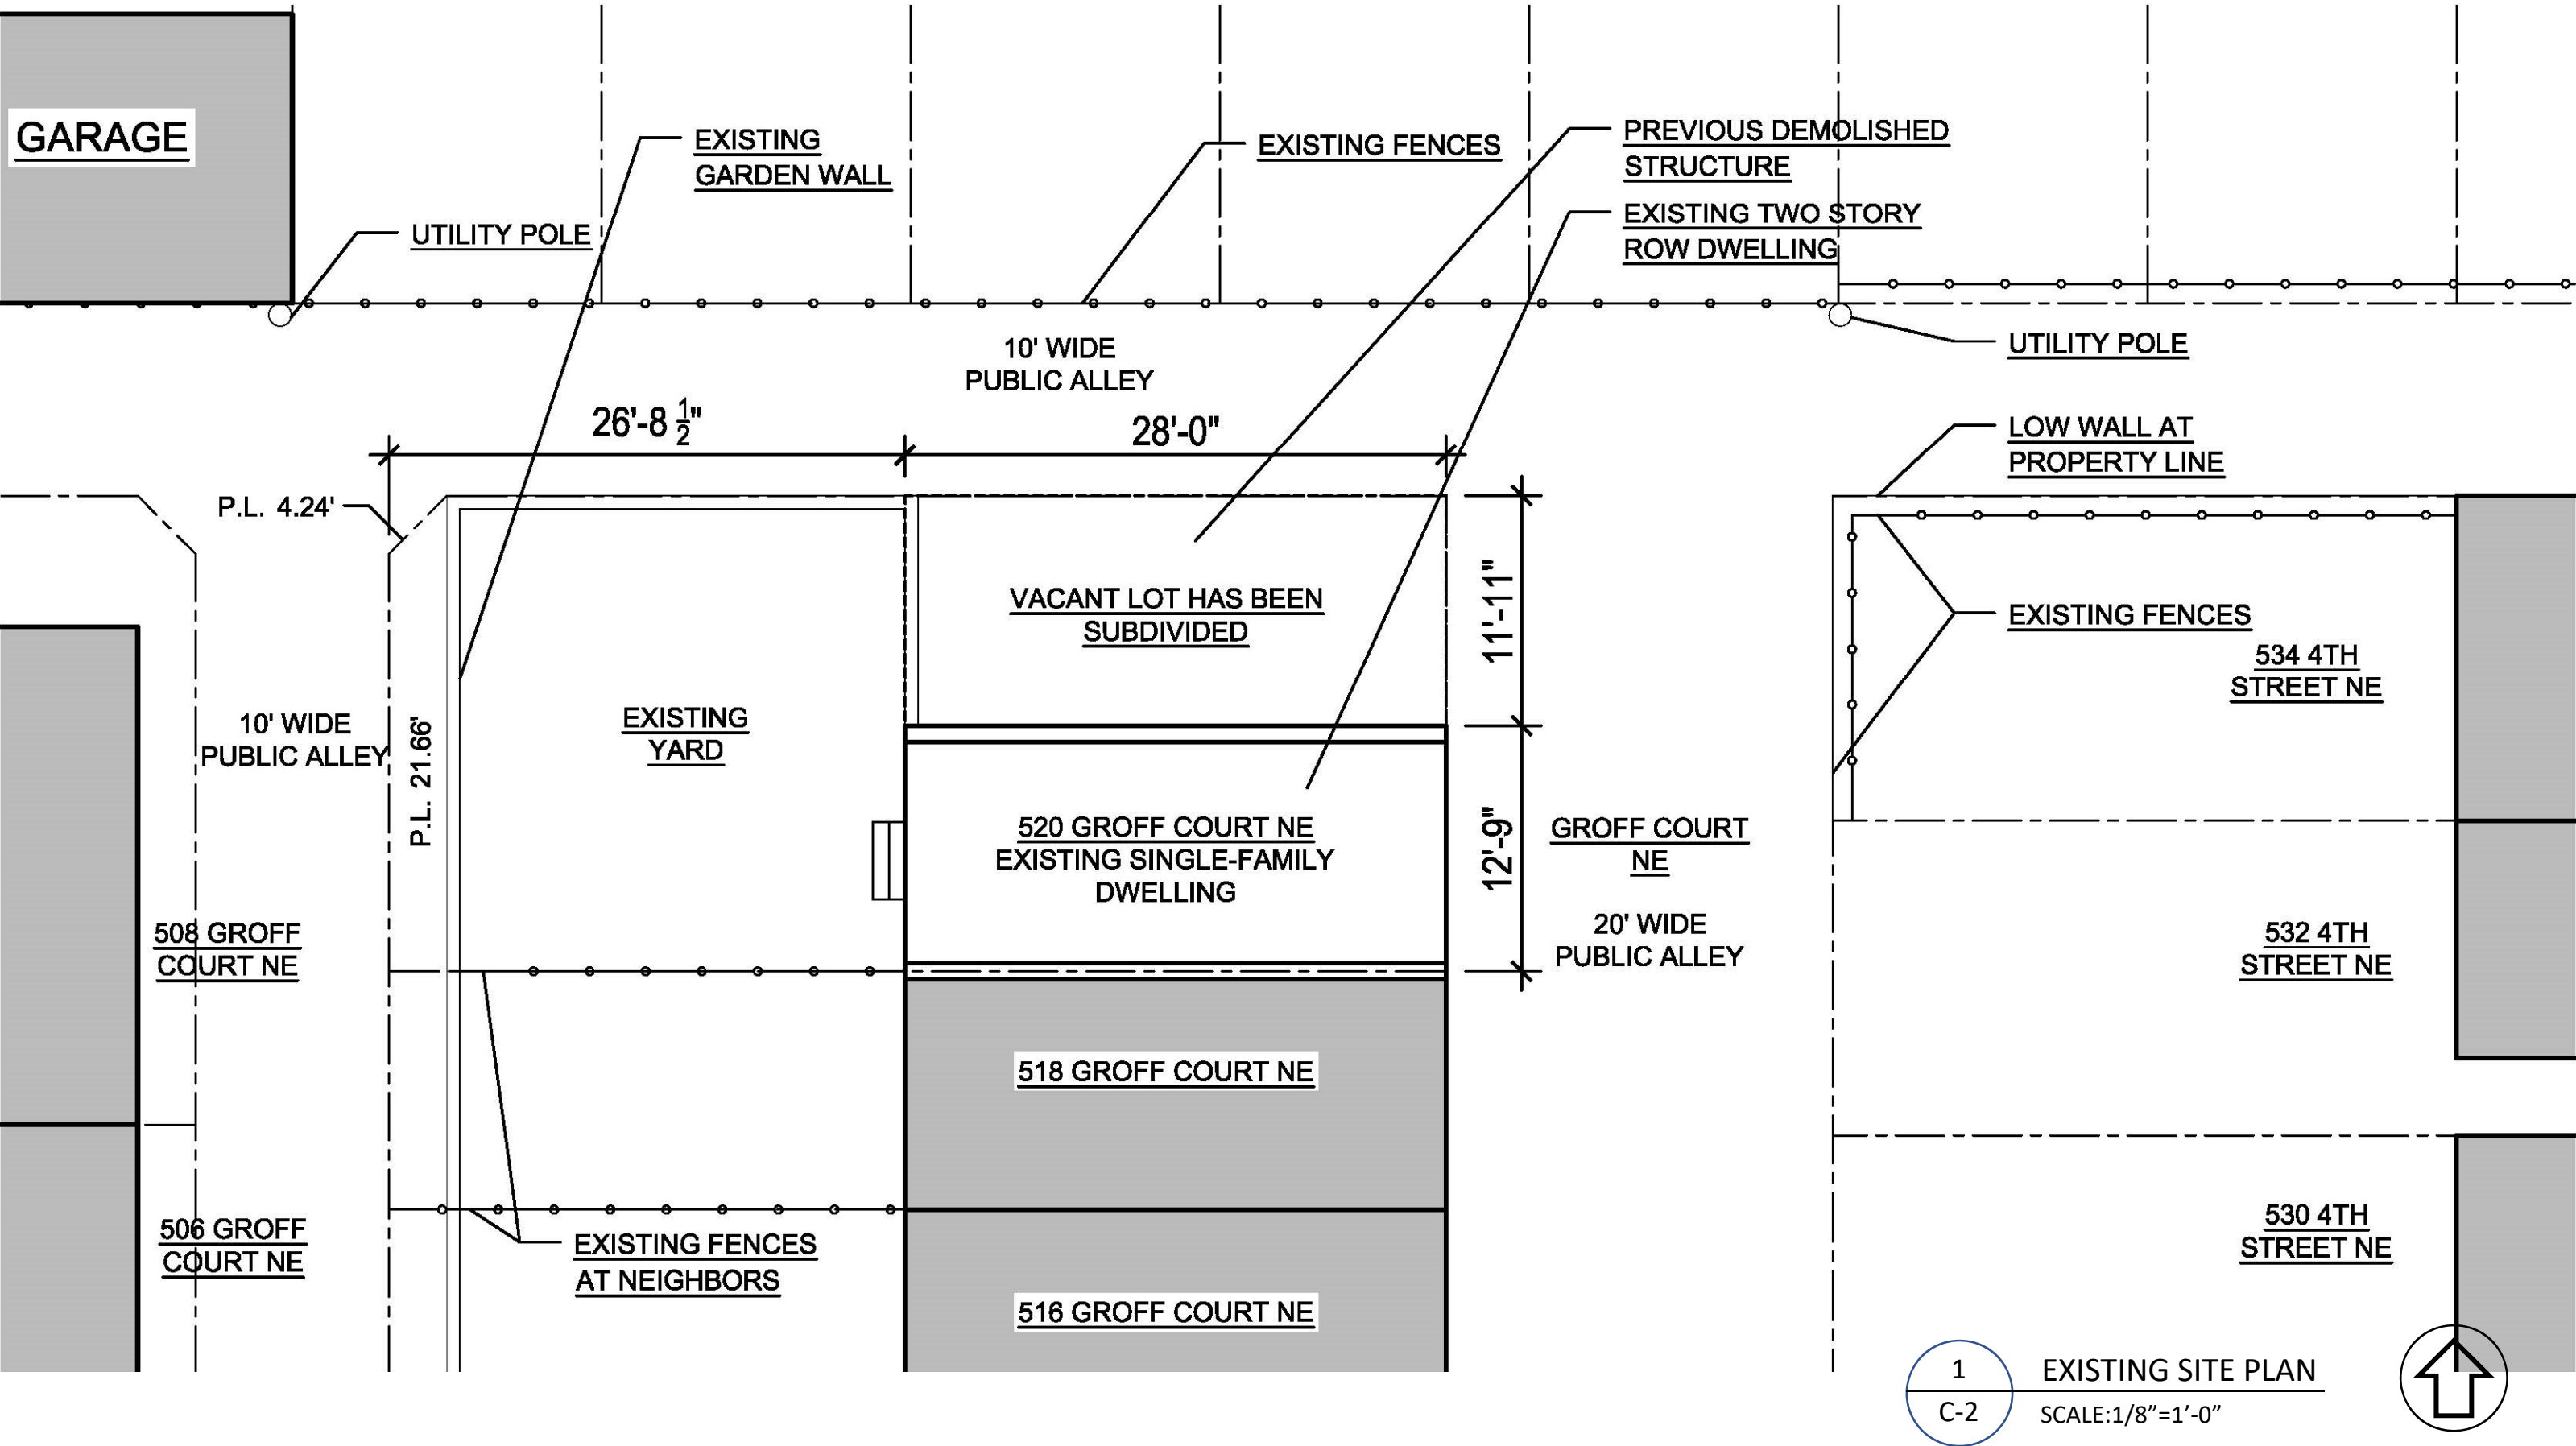 GARAGE
EXISTING
GARDEN WALL
EXISTING FENCES
PREVIOUS DEMOLISHED
STRUCTURE
EXISTING TWO STORY
ROW DWELLING
UTILITY POLE
10' WIDE
PUBLIC ALLEY
UTILITY POLE
26'-8 1/2"
28'-0"
LOW WALL AT
PROPERTY LINE
P.L. 4.24'
VACANT LOT HAS BEEN
SUBDIVIDED
11'-11"
EXISTING FENCES
534 4TH
STREET NE
10' WIDE
PUBLIC ALLEY
P.L. 21.66'
EXISTING
YARD
520 GROFF COURT NE
EXISTING SINGLE-FAMILY
DWELLING
12'-9"
GROFF COURT
NE
20' WIDE
PUBLIC ALLEY
508 GROFF
COURT NE
532 4TH
STREET NE
518 GROFF COURT NE
506 GROFF
COURT NE
EXISTING FENCES
AT NEIGHBORS
530 4TH
STREET NE
516 GROFF COURT NE
1
C-2
EXISTING SITE PLAN
SCALE:1/8”=1’-0”